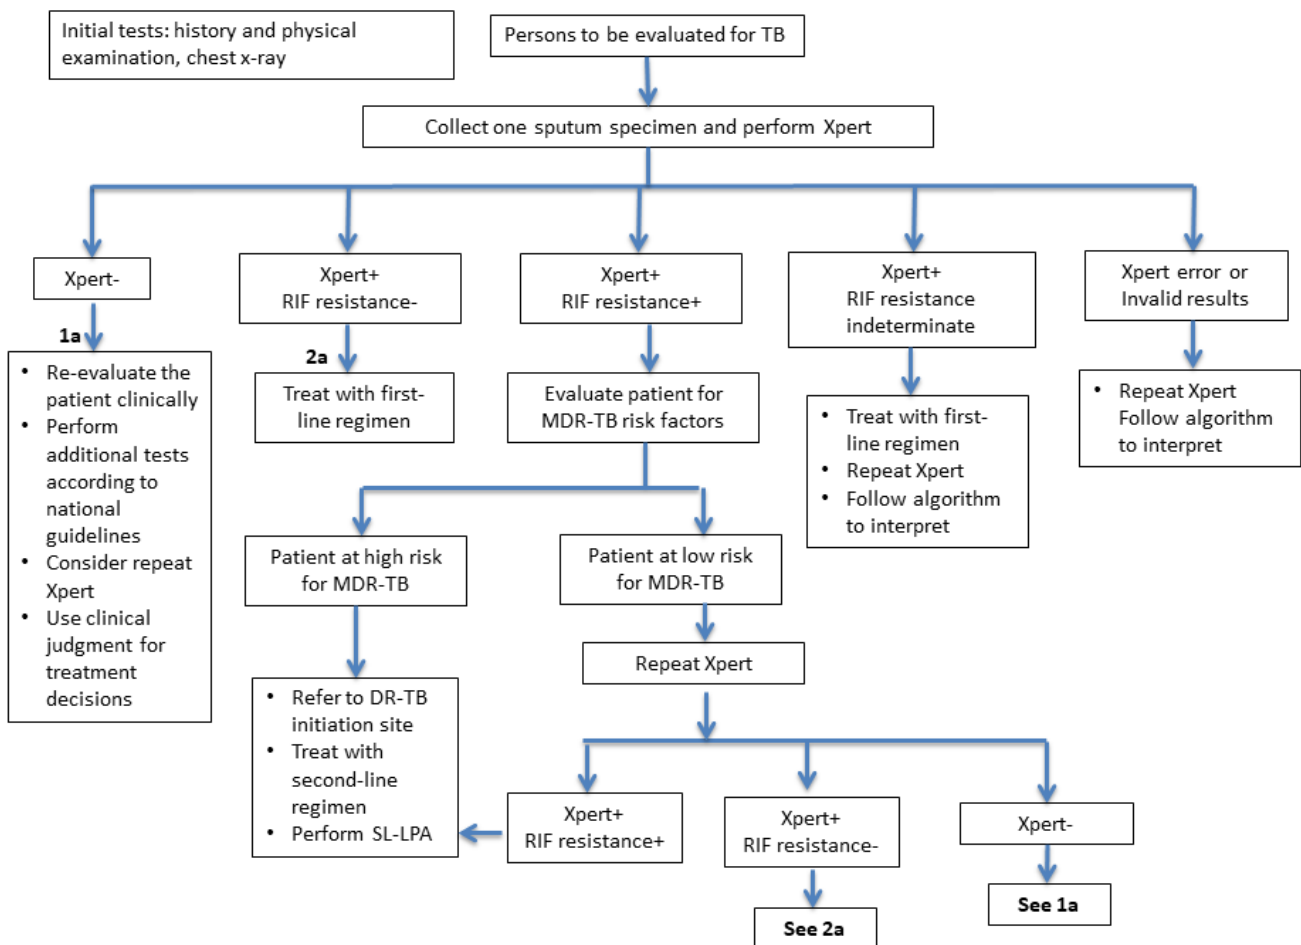 Initial tests: history and physical
examination, chest x-ray
Persons to be evaluated for TB
Collect one sputum specimen and perform Xpert
Xpert-
Xpert+
RIF resistance-
Xpert+
RIF resistance+
Xpert+
RIF resistance
indeterminate
Xpert error or
Invalid results
1a
• Re-evaluate the
patient clinically
• Perform
additional tests
according to
national
guidelines
• Consider repeat
Xpert
• Use clinical
judgment for
treatment
decisions
2a
Treat with first-
line regimen
Evaluate patient for
MDR-TB risk factors
• Treat with first-
line regimen
• Repeat Xpert
• Follow algorithm
to interpret
• Repeat Xpert
Follow algorithm
to interpret
Patient at high risk
for MDR-TB
Patient at low risk
for MDR-TB
Repeat Xpert
• Refer to DR-TB
initiation site
• Treat with
second-line
regimen
• Perform SL-LPA
Xpert+
RIF resistance+
Xpert+
RIF resistance-
Xpert-
See 2a
See 1a